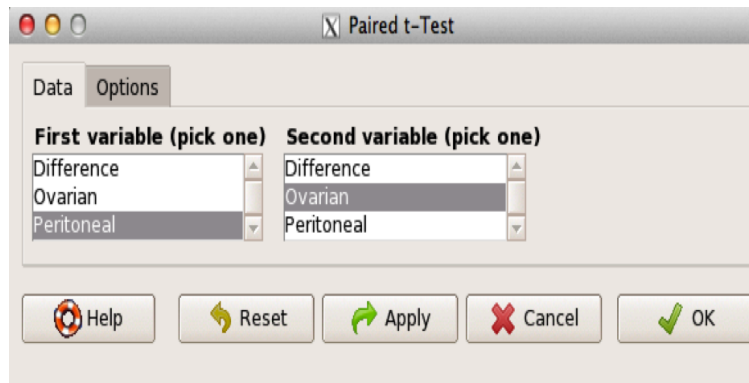 Paired t-Test
Data Options
First variable (pick one) Second variable (pick one)
Difference Difference
Ovarian Ovarian
Peritoneal Peritoneal
Help Reset Apply Cancel OK